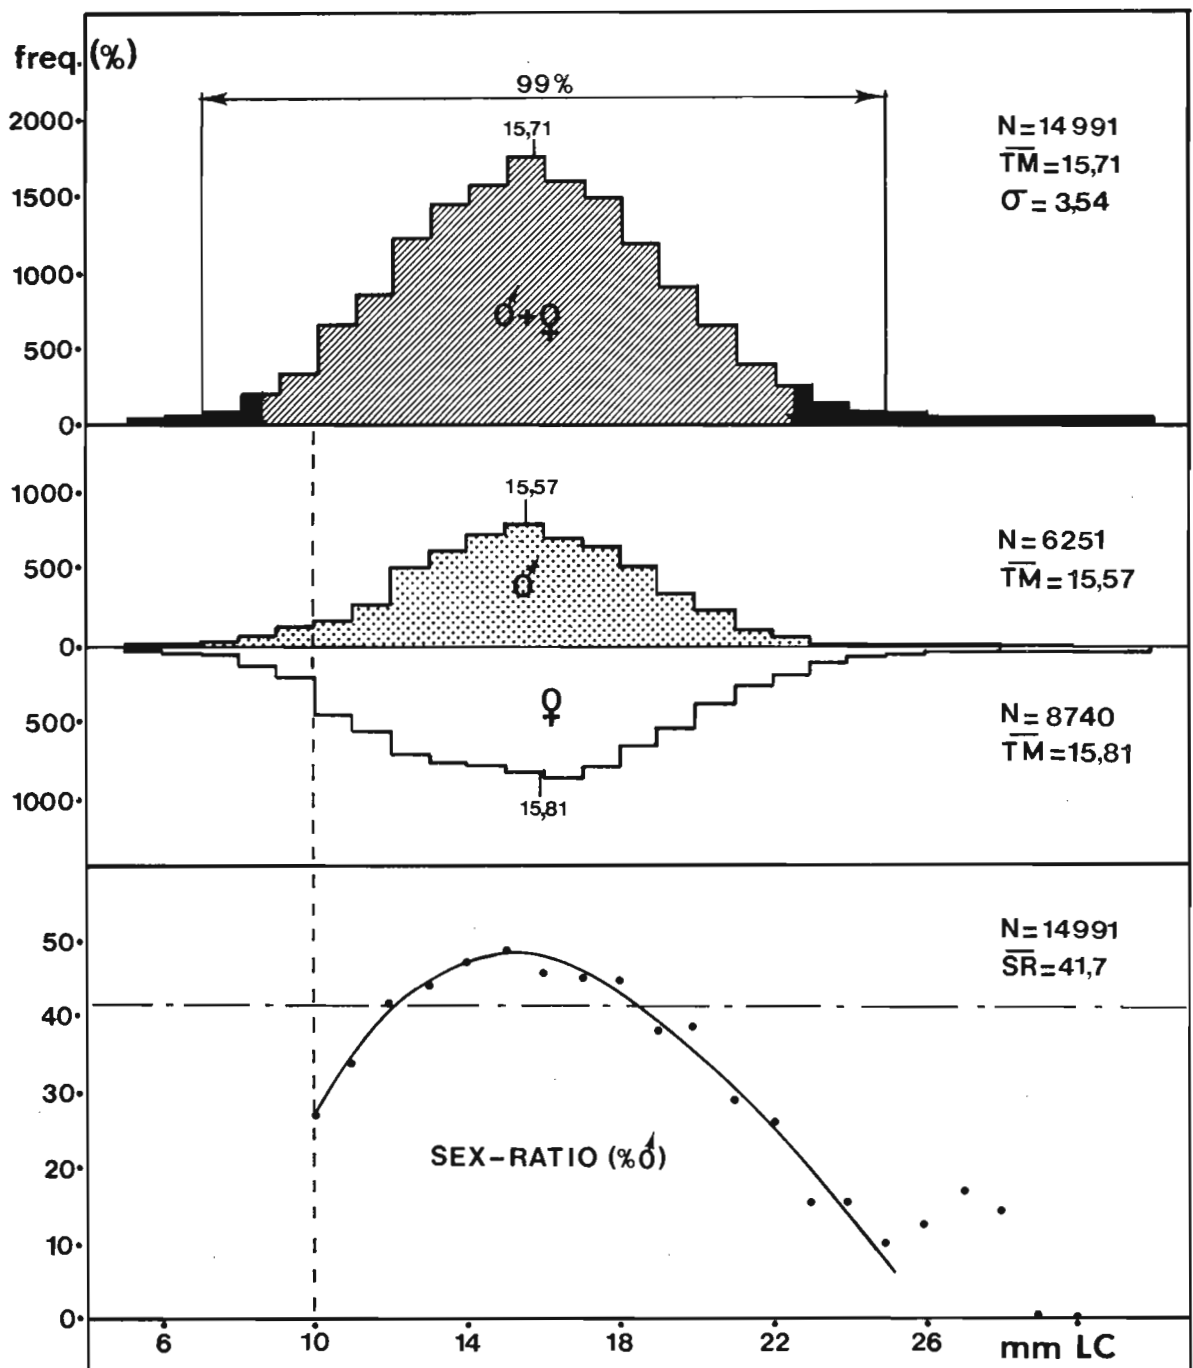 freq.(%)
99%
2000
15,71
N=14991
TM=15,71
σ=3,54
1500
1000
♂+♀
500
0
1000
15,57
N=6251
TM=15,57
500
♂
0
♀
500
N=8740
TM=15,81
1000
15,81
50
N=14991
SR=41,7
40
30
SEX-RATIO (%♂)
20
10
0
6 10 14 18 22 26 mm LC